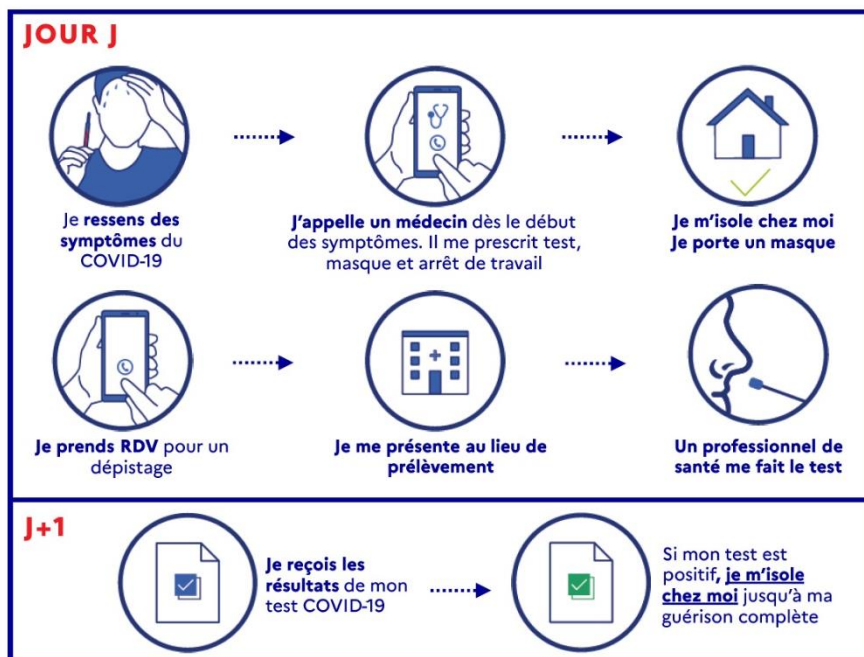 JOUR J
Je ressens des
symptômes du
COVID-19
J’appelle un médecin dès le début
des symptômes. Il me prescrit test,
masque et arrêt de travail
Je m’isole chez moi
Je porte un masque
Je prends RDV pour un
dépistage
Je me présente au lieu de
prélèvement
Un professionnel de
santé me fait le test
J+1
Je reçois les
résultats de mon
test COVID-19
Si mon test est
positif, je m’isole
chez moi jusqu’à ma
guérison complète